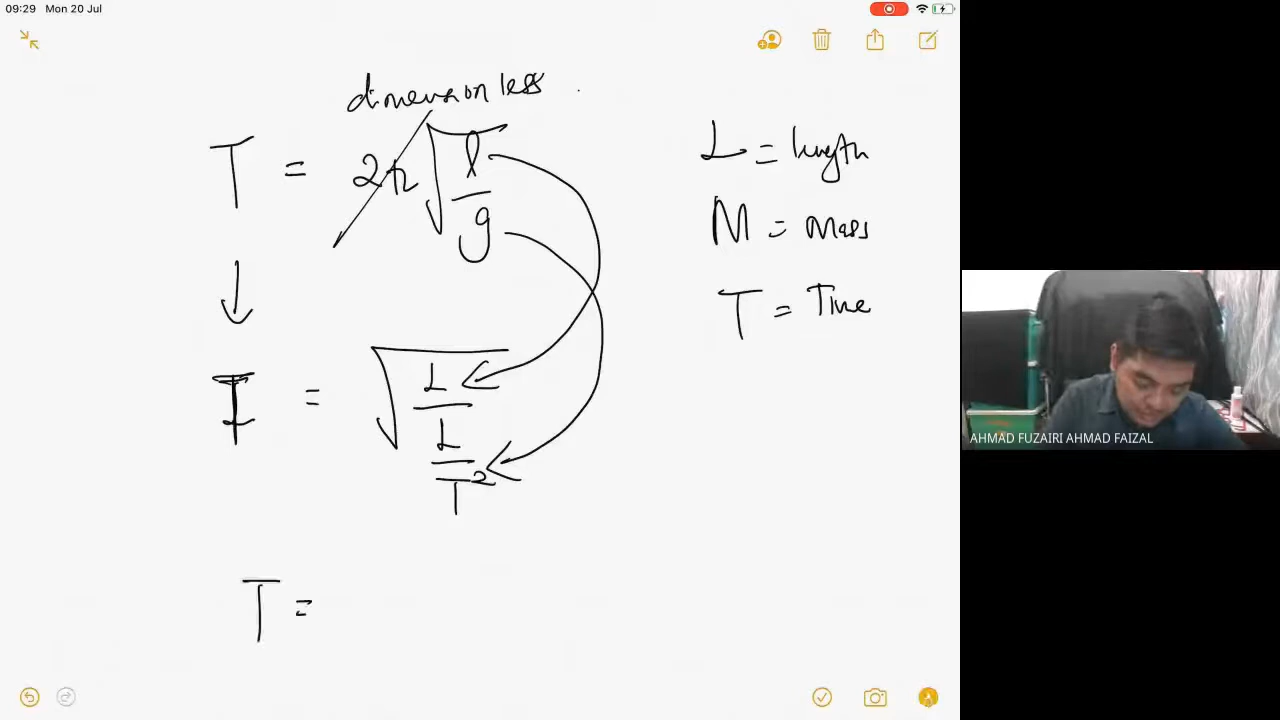 09:29 Mon 20 Jul
dimensionless
T = 2π√(l/g)
L = length
M = Mass
T = Time
T = √(L/(L/T²))
T =
AHMAD FUZAIRI AHMAD FAIZAL